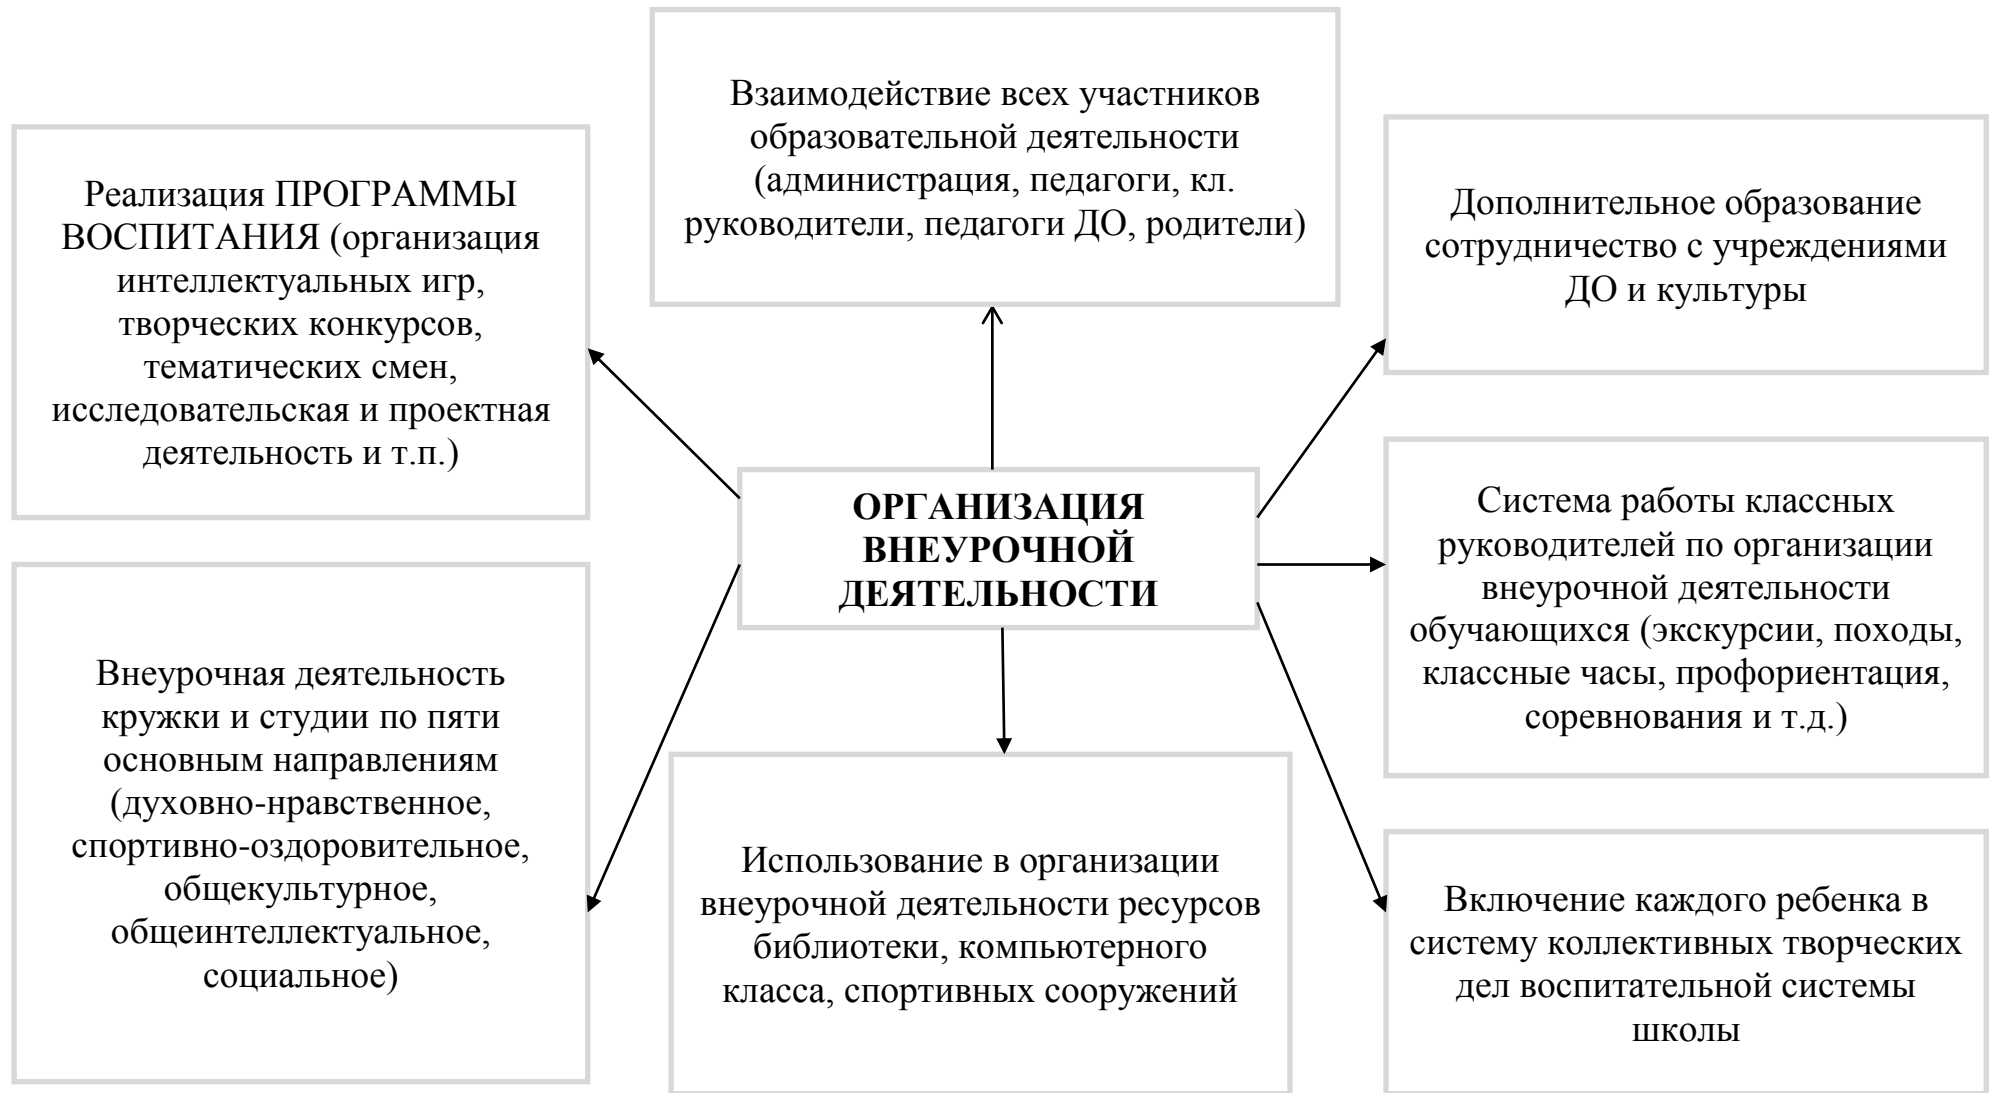 Взаимодействие всех участников
образовательной деятельности
(администрация, педагоги, кл.
руководители, педагоги ДО, родители)
Реализация ПРОГРАММЫ
ВОСПИТАНИЯ (организация
интеллектуальных игр,
творческих конкурсов,
тематических смен,
исследовательская и проектная
деятельность и т.п.)
Дополнительное образование
сотрудничество с учреждениями
ДО и культуры
ОРГАНИЗАЦИЯ
ВНЕУРОЧНОЙ
ДЕЯТЕЛЬНОСТИ
Система работы классных
руководителей по организации
внеурочной деятельности
обучающихся (экскурсии, походы,
классные часы, профориентация,
соревнования и т.д.)
Внеурочная деятельность
кружки и студии по пяти
основным направлениям
(духовно-нравственное,
спортивно-оздоровительное,
общекультурное,
общеинтеллектуальное,
социальное)
Использование в организации
внеурочной деятельности ресурсов
библиотеки, компьютерного
класса, спортивных сооружений
Включение каждого ребенка в
систему коллективных творческих
дел воспитательной системы
школы